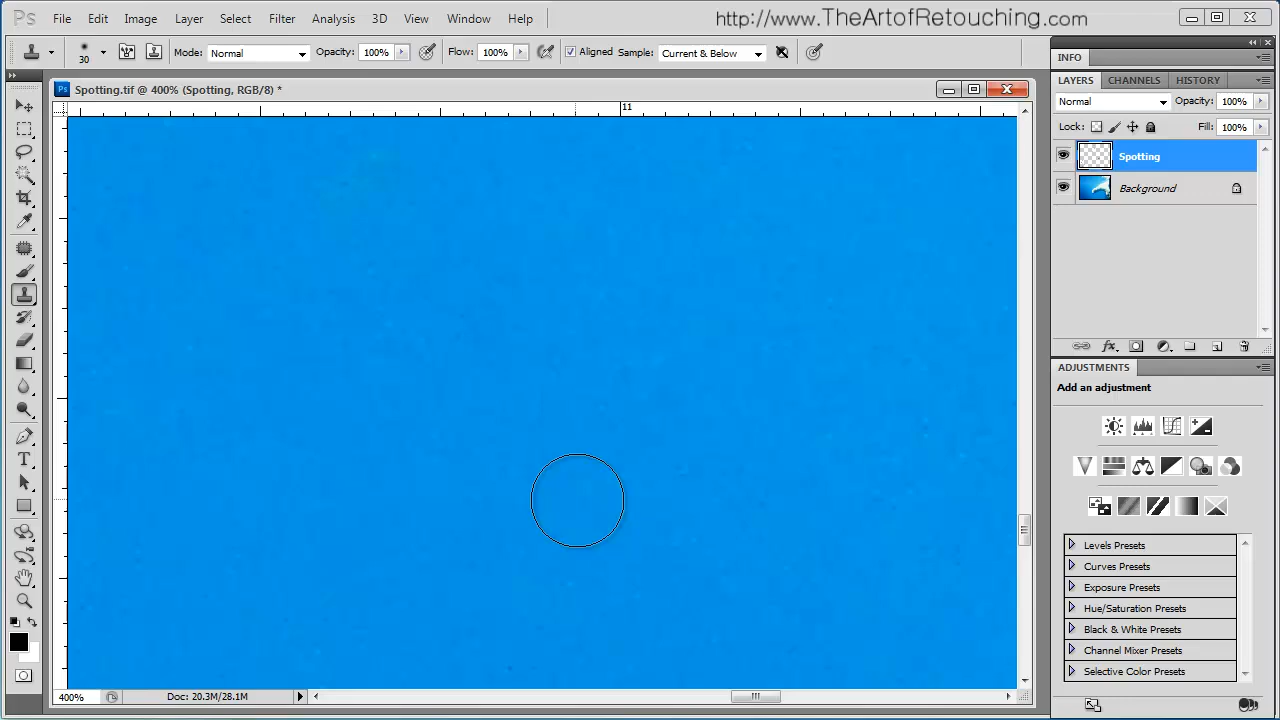 Ps File Edit Image Layer Select Filter Analysis 3D View Window Help http://www.TheArtofRetouching.com
30 Mode: Normal Opacity: 100% Flow: 100% Aligned Sample: Current & Below
INFO
LAYERS CHANNELS HISTORY
Ps Spotting.tif @ 400% (Spotting, RGB/8) *
Normal Opacity: 100%
11
Lock: Fill: 100%
Spotting
Background
ADJUSTMENTS
Add an adjustment
Levels Presets
Curves Presets
Exposure Presets
Hue/Saturation Presets
Black & White Presets
Channel Mixer Presets
Selective Color Presets
400% Doc: 20.3M/28.1M